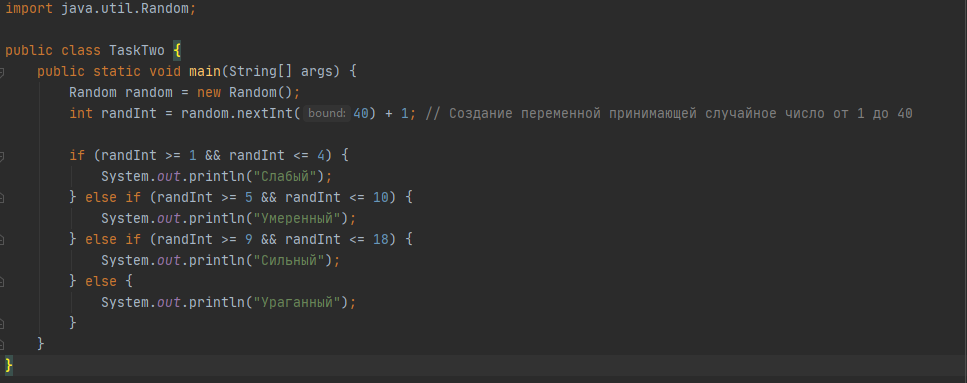 import java.util.Random;
public class TaskTwo {
public static void main(String[] args) {
Random random = new Random();
int randInt = random.nextInt( bound: 40) + 1; // Создание переменной принимающей случайное число от 1 до 40
if (randInt >= 1 && randInt <= 4) {
System.out.println("Слабый");
} else if (randInt >= 5 && randInt <= 10) {
System.out.println("Умеренный");
} else if (randInt >= 9 && randInt <= 18) {
System.out.println("Сильный");
} else {
System.out.println("Ураганный");
}
}
}